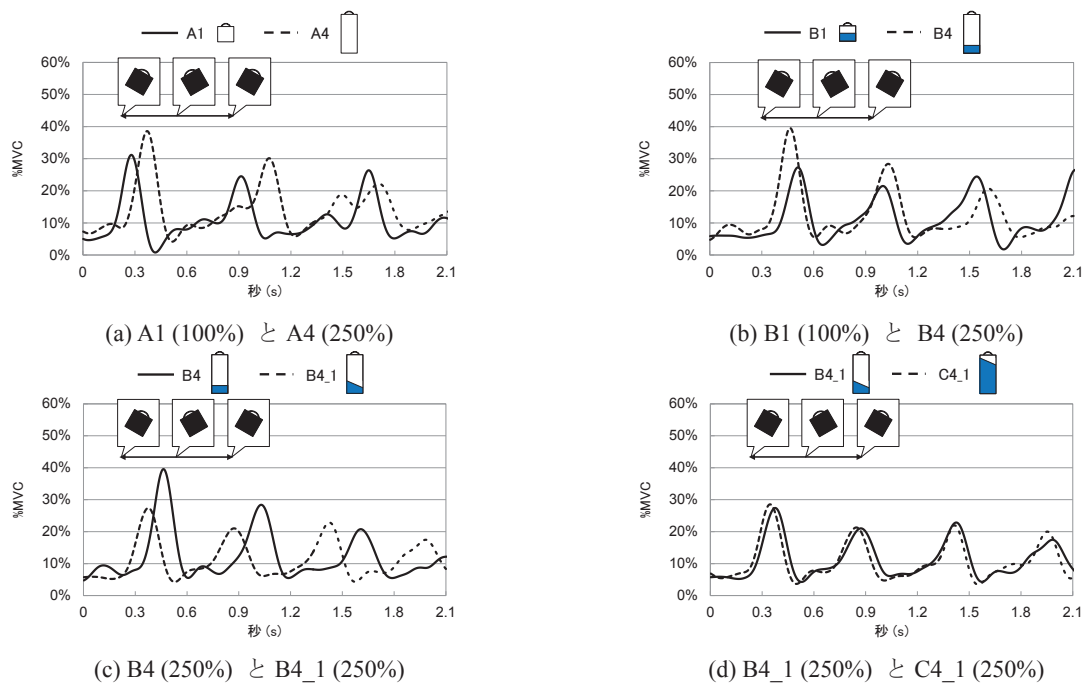 A1 A4
%MVC
60%
50%
40%
30%
20%
10%
0%
0 0.3 0.6 0.9 1.2 1.5 1.8 2.1
秒 (s)
(a) A1 (100%) と A4 (250%)
B1 B4
%MVC
60%
50%
40%
30%
20%
10%
0%
0 0.3 0.6 0.9 1.2 1.5 1.8 2.1
秒 (s)
(b) B1 (100%) と B4 (250%)
B4 B4_1
%MVC
60%
50%
40%
30%
20%
10%
0%
0 0.3 0.6 0.9 1.2 1.5 1.8 2.1
秒 (s)
(c) B4 (250%) と B4_1 (250%)
B4_1 C4_1
%MVC
60%
50%
40%
30%
20%
10%
0%
0 0.3 0.6 0.9 1.2 1.5 1.8 2.1
秒 (s)
(d) B4_1 (250%) と C4_1 (250%)